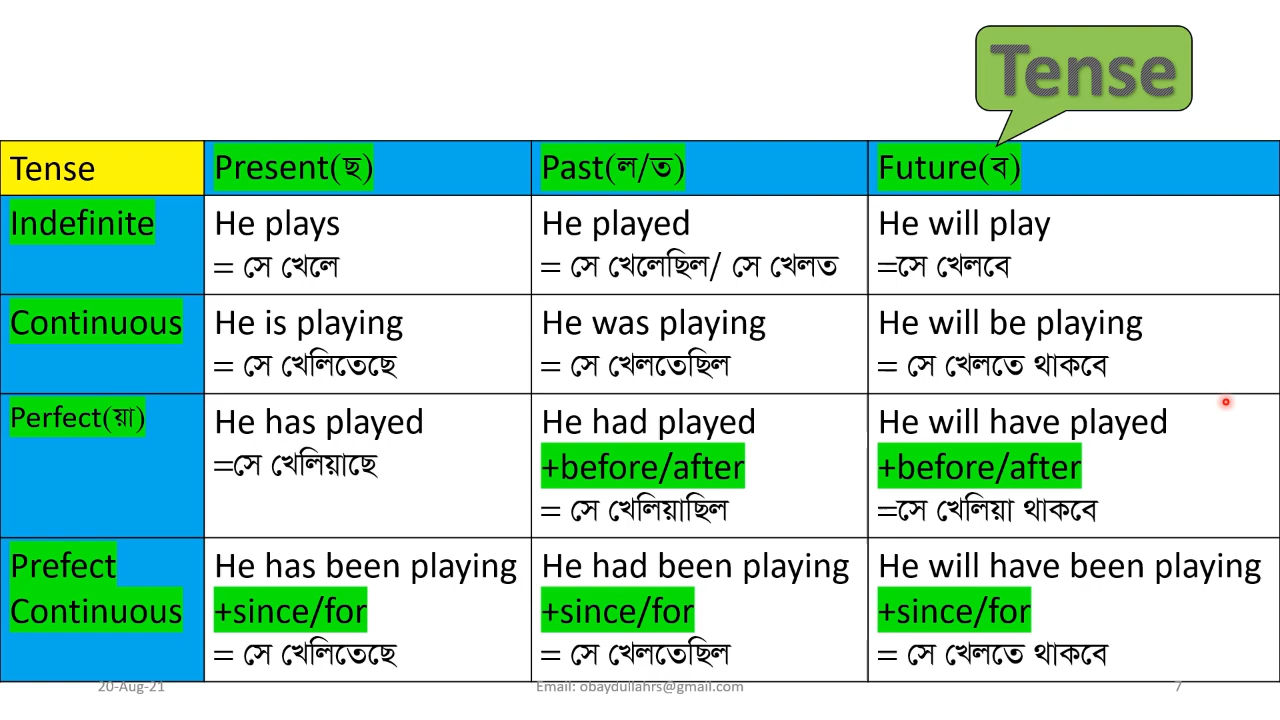 Tense
Tense
Present(ছ)
Past(ল/ত)
Future(ব)
Indefinite
He plays
= সে খেলে
He played
= সে খেলেছিল/ সে খেলত
He will play
=সে খেলবে
Continuous
He is playing
= সে খেলিতেছে
He was playing
= সে খেলতেছিল
He will be playing
= সে খেলতে থাকবে
Perfect(য়া)
He has played
=সে খেলিয়াছে
He had played
+before/after
= সে খেলিয়াছিল
He will have played
+before/after
=সে খেলিয়া থাকবে
Prefect
Continuous
He has been playing
+since/for
= সে খেলিতেছে
He had been playing
+since/for
= সে খেলতেছিল
He will have been playing
+since/for
= সে খেলতে থাকবে
20-Aug-21
Email: obaydullahrs@gmail.com
7